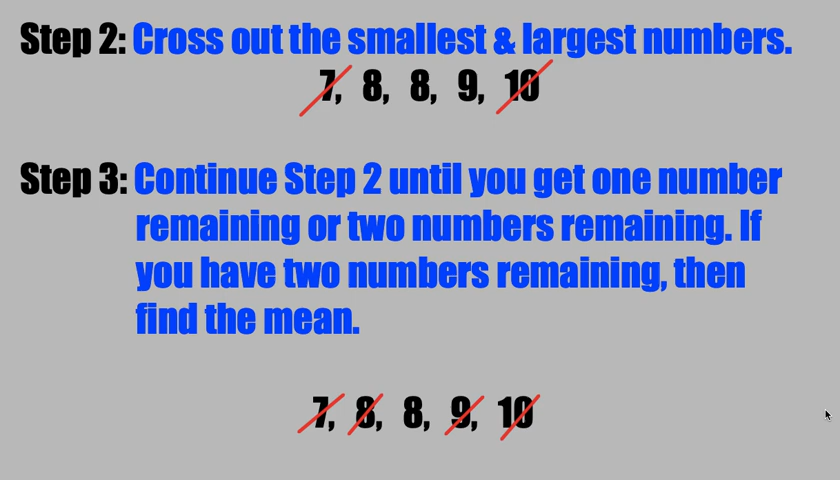 Step 2: Cross out the smallest & largest numbers.
7, 8, 8, 9, 10
Step 3: Continue Step 2 until you get one number
remaining or two numbers remaining. If
you have two numbers remaining, then
find the mean.
7, 8, 8, 9, 10